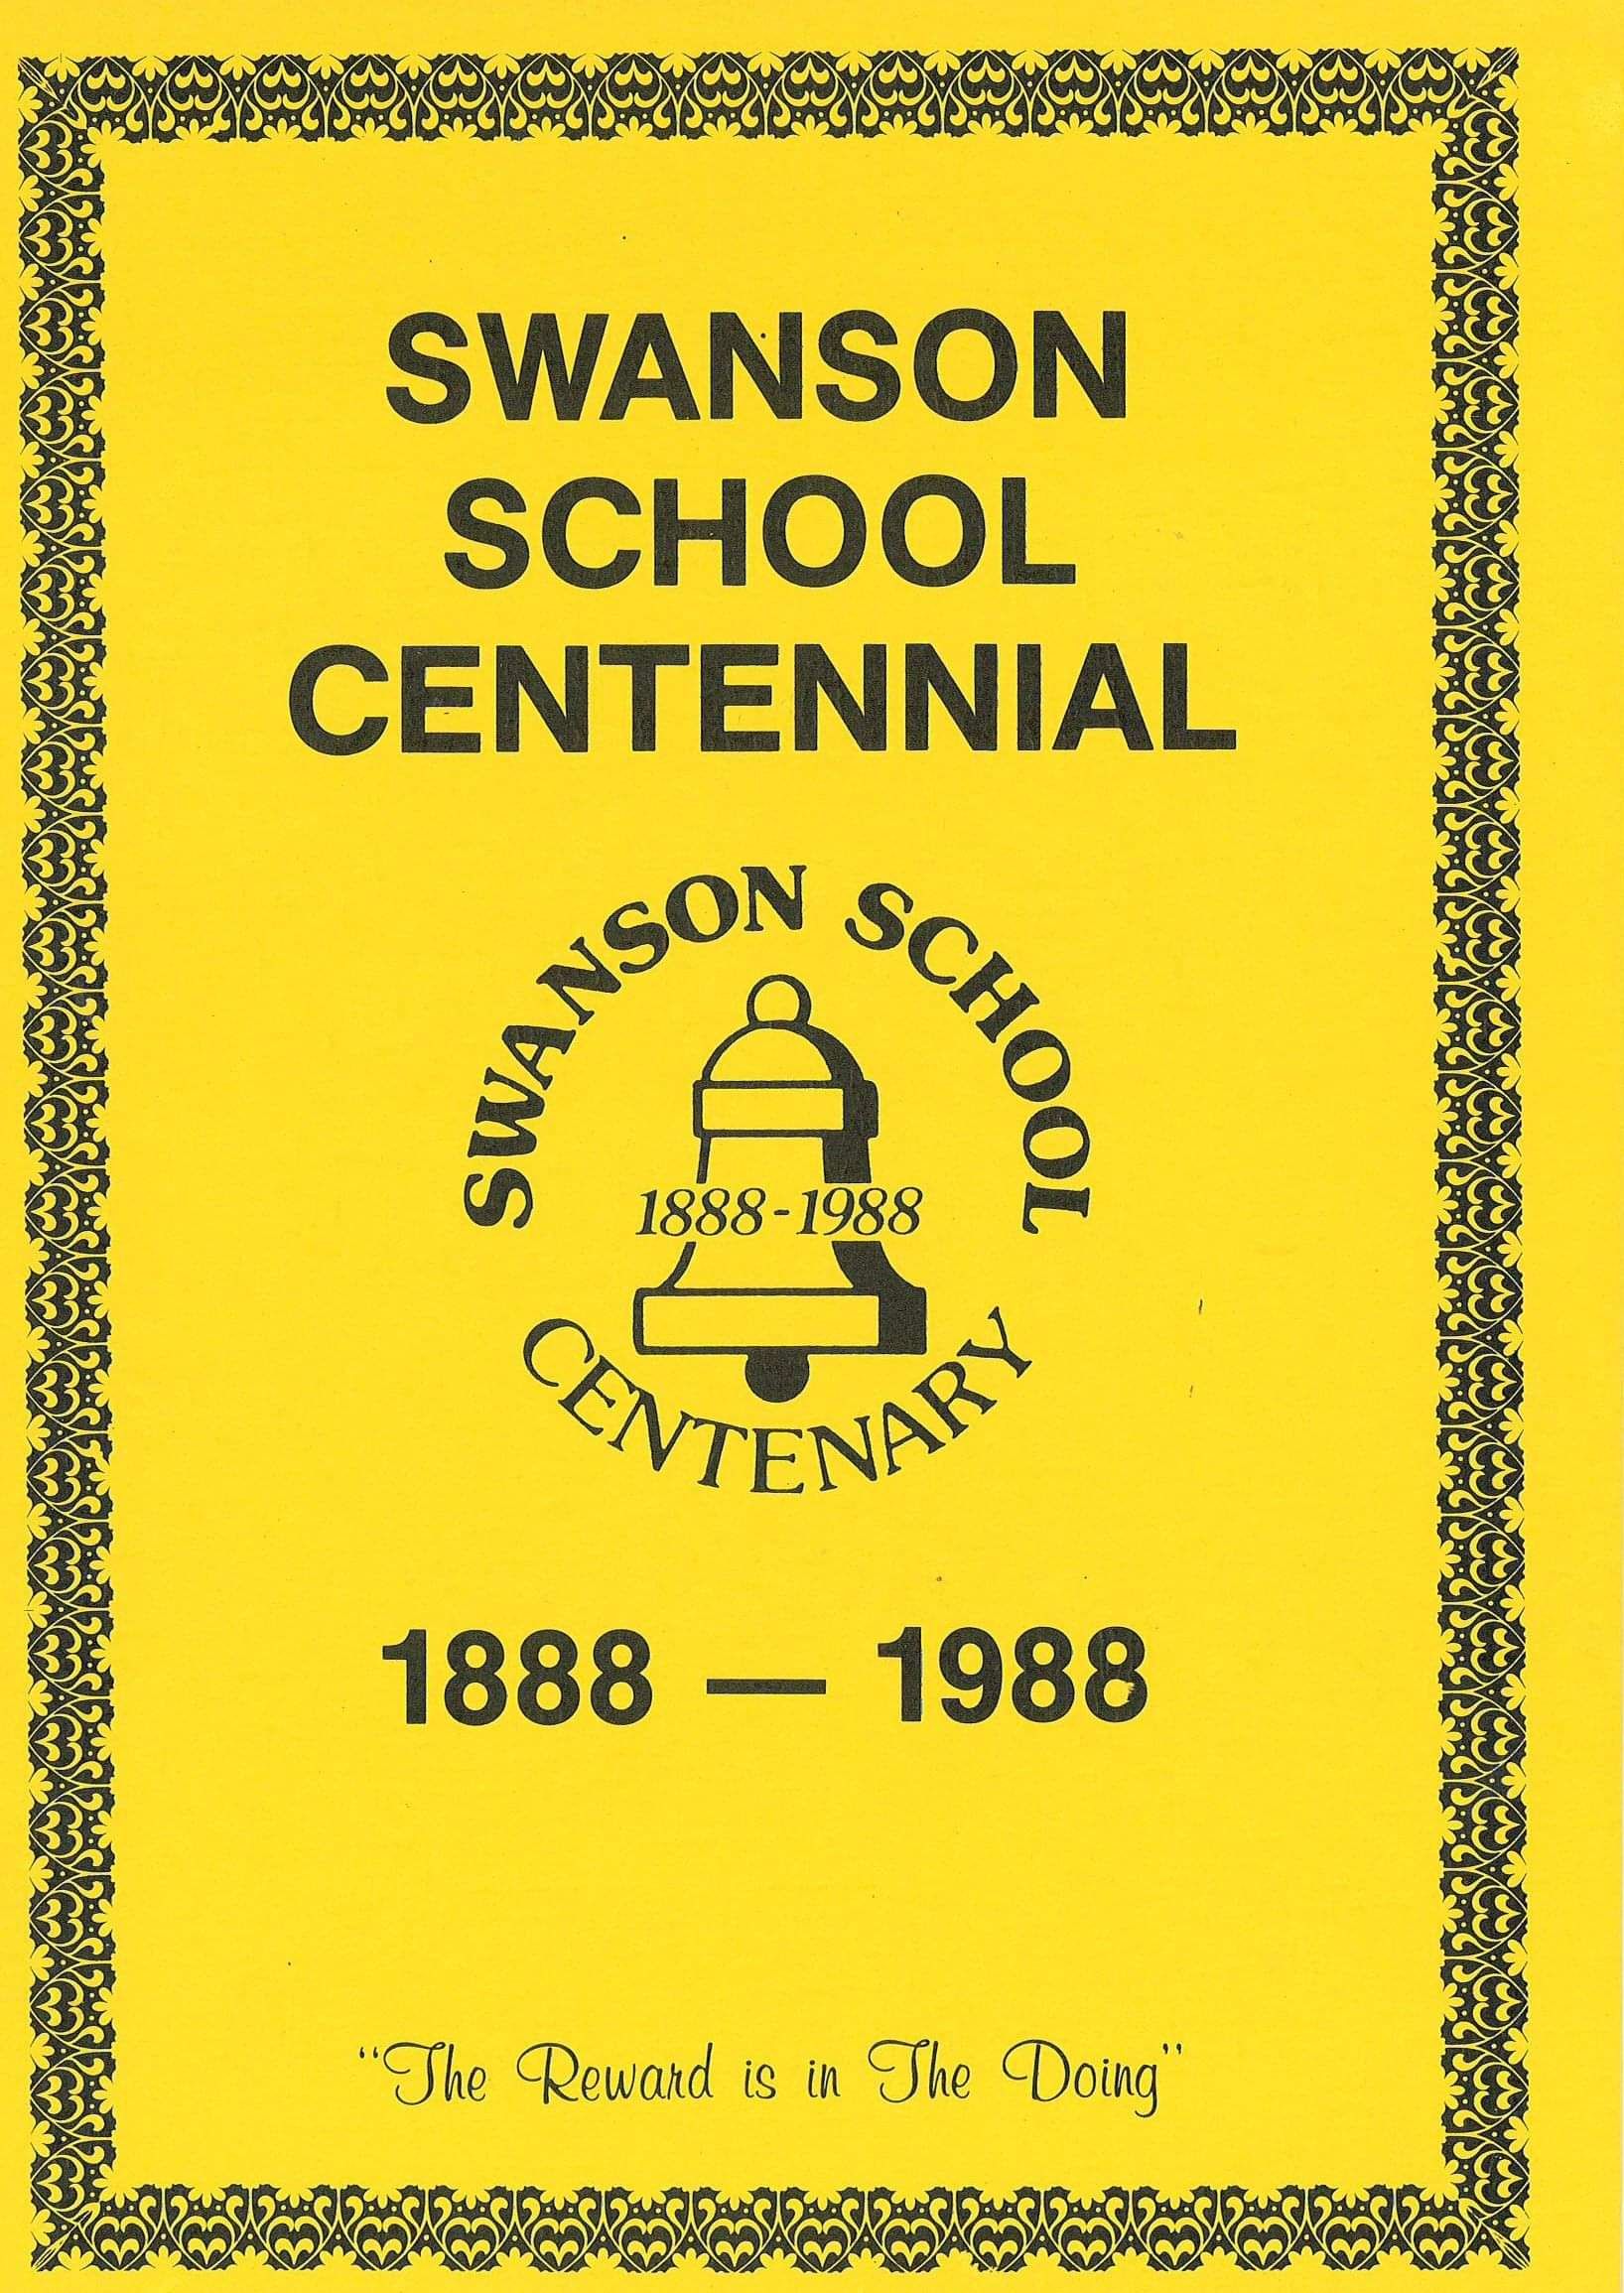 SWANSON
SCHOOL
CENTENNIAL
SWANSON SCHOOL
1888-1988
CENTENARY
1888 — 1988
“The Reward is in The Doing”